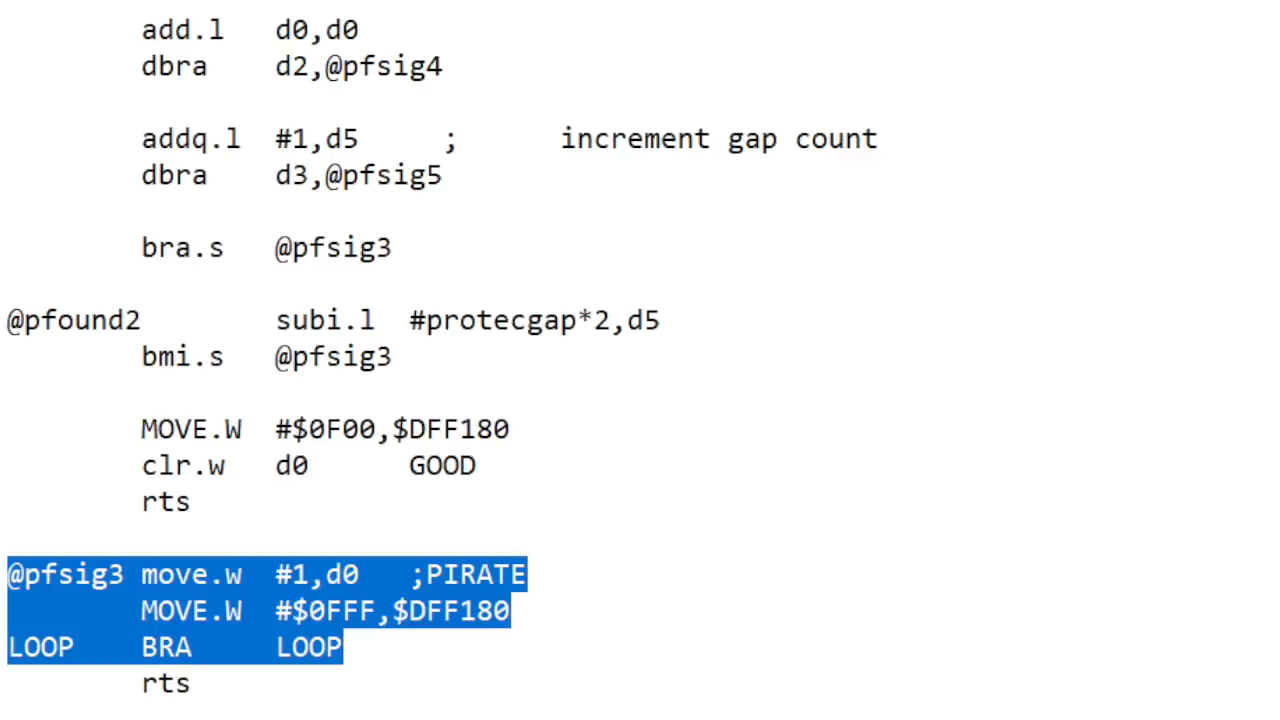 add.l d0,d0
dbra d2,@pfsig4
addq.l #1,d5 ; increment gap count
dbra d3,@pfsig5
bra.s @pfsig3
@pfound2 subi.l #protecgap*2,d5
bmi.s @pfsig3
MOVE.W #$0F00,$DFF180
clr.w d0 GOOD
rts
@pfsig3 move.w #1,d0 ;PIRATE
MOVE.W #$0FFF,$DFF180
LOOP BRA LOOP
rts